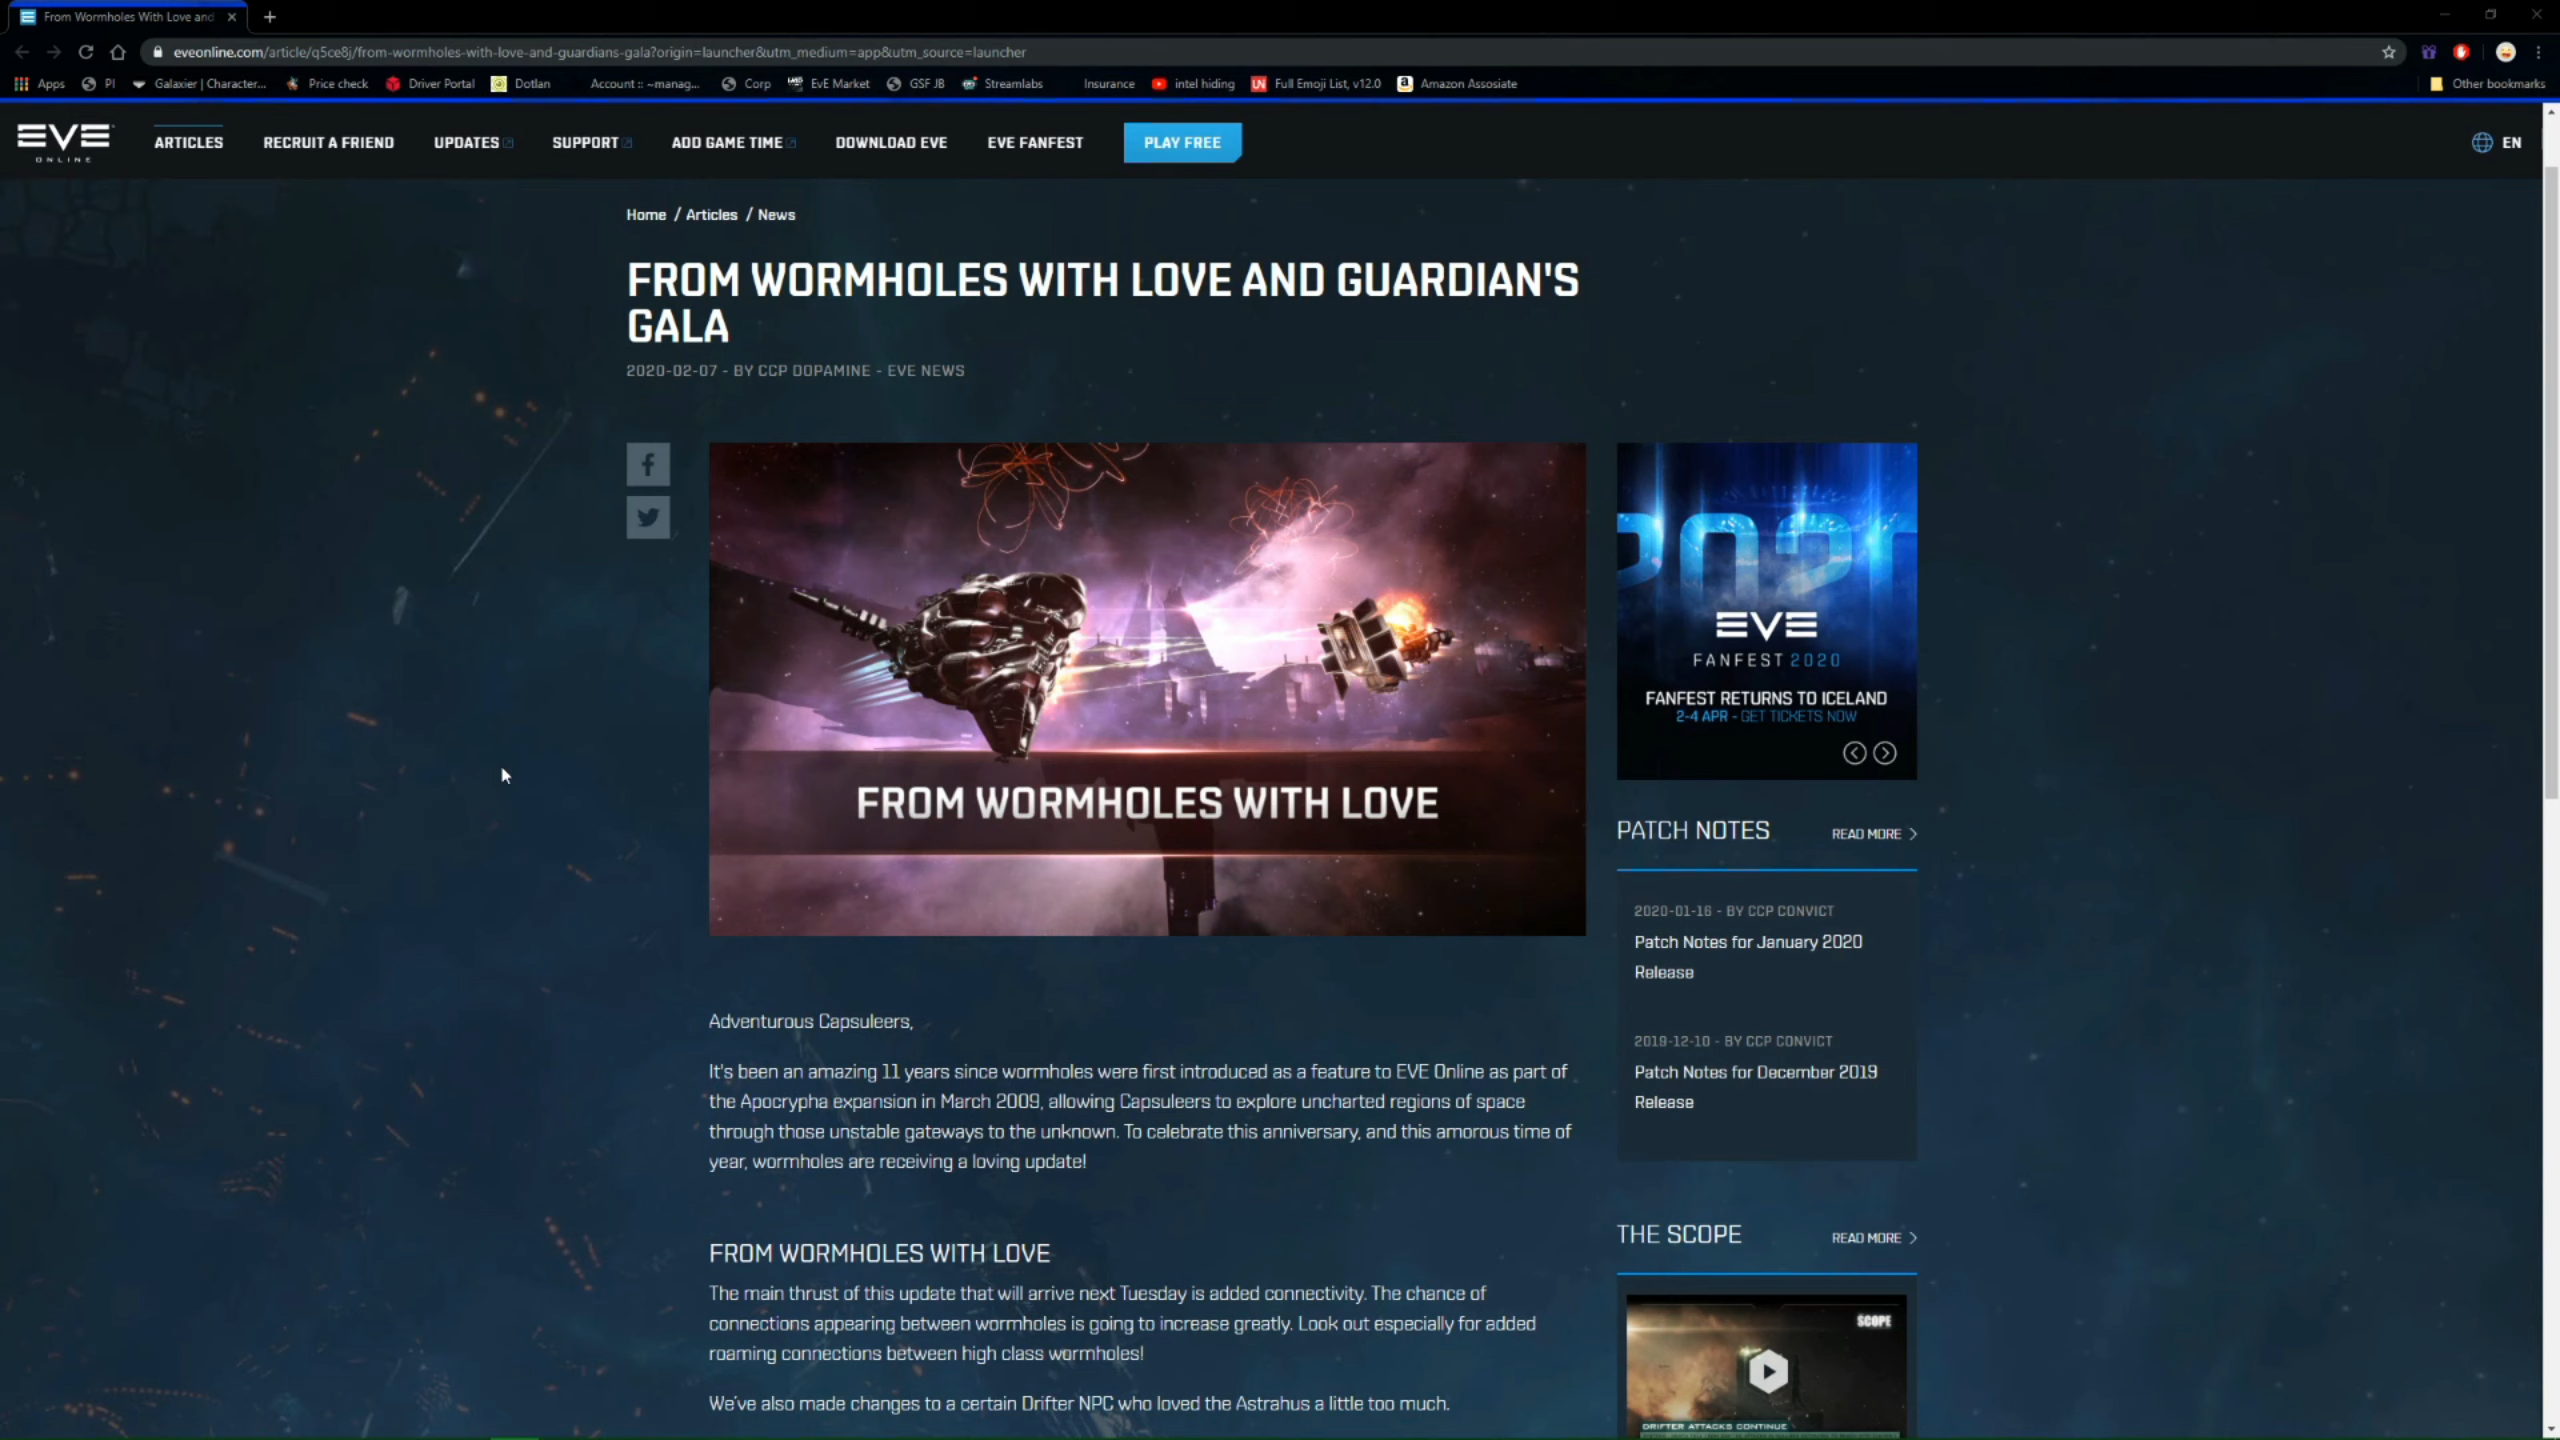 From Wormholes With Love and
eveonline.com/article/q5ce8j/from-wormholes-with-love-and-guardians-gala?origin=launcher&utm_medium=app&utm_source=launcher
Apps PI Galaxier | Character... Price check Driver Portal Dotlan Account :: ~manag... Corp EvE Market GSF JB Streamlabs Insurance intel hiding Full Emoji List, v12.0 Amazon Assosiate Other bookmarks
EVE
ONLINE
ARTICLES RECRUIT A FRIEND UPDATES SUPPORT ADD GAME TIME DOWNLOAD EVE EVE FANFEST PLAY FREE EN
Home / Articles / News
FROM WORMHOLES WITH LOVE AND GUARDIAN'S
GALA
2020-02-07 - BY CCP DOPAMINE - EVE NEWS
FROM WORMHOLES WITH LOVE
Adventurous Capsuleers,
It's been an amazing 11 years since wormholes were first introduced as a feature to EVE Online as part of
the Apocrypha expansion in March 2009, allowing Capsuleers to explore uncharted regions of space
through those unstable gateways to the unknown. To celebrate this anniversary, and this amorous time of
year, wormholes are receiving a loving update!
FROM WORMHOLES WITH LOVE
The main thrust of this update that will arrive next Tuesday is added connectivity. The chance of
connections appearing between wormholes is going to increase greatly. Look out especially for added
roaming connections between high class wormholes!
We've also made changes to a certain Drifter NPC who loved the Astrahus a little too much.
EVE
FANFEST 2020
FANFEST RETURNS TO ICELAND
2-4 APR - GET TICKETS NOW
PATCH NOTES READ MORE
2020-01-16 - BY CCP CONVICT
Patch Notes for January 2020
Release
2019-12-10 - BY CCP CONVICT
Patch Notes for December 2019
Release
THE SCOPE READ MORE
SCOPE
DRIFTER ATTACKS CONTINUE